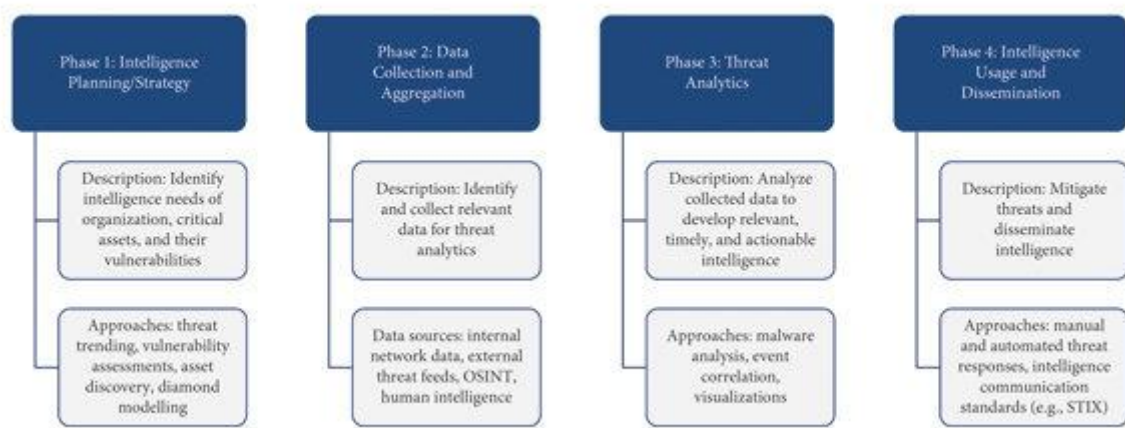 Phase 1: Intelligence
Planning/Strategy
Description: Identify
intelligence needs of
organization, critical
assets, and their
vulnerabilities
Approaches: threat
trending, vulnerability
assessments, asset
discovery, diamond
modelling
Phase 2: Data
Collection and
Aggregation
Description: Identify
and collect relevant
data for threat
analytics
Data sources: internal
network data, external
threat feeds, OSINT,
human intelligence
Phase 3: Threat
Analytics
Description: Analyze
collected data to
develop relevant,
timely, and actionable
intelligence
Approaches: malware
analysis, event
correlation,
visualizations
Phase 4: Intelligence
Usage and
Dissemination
Description: Mitigate
threats and
disseminate
intelligence
Approaches: manual
and automated threat
responses, intelligence
communication
standards (e.g., STIX)